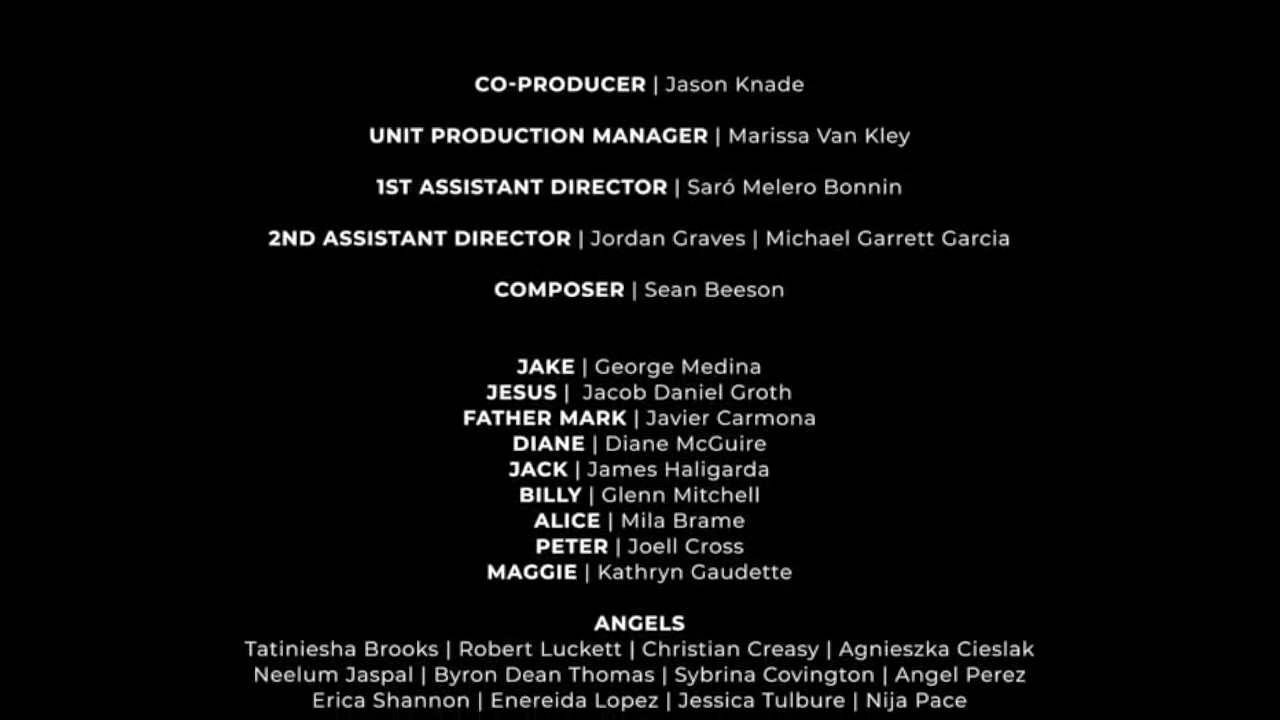 CO-PRODUCER | Jason Knade
UNIT PRODUCTION MANAGER | Marissa Van Kley
1ST ASSISTANT DIRECTOR | Saró Melero Bonnin
2ND ASSISTANT DIRECTOR | Jordan Graves | Michael Garrett Garcia
COMPOSER | Sean Beeson
JAKE | George Medina
JESUS | Jacob Daniel Groth
FATHER MARK | Javier Carmona
DIANE | Diane McGuire
JACK | James Haligarda
BILLY | Glenn Mitchell
ALICE | Mila Brame
PETER | Joell Cross
MAGGIE | Kathryn Gaudette
ANGELS
Tatiniesha Brooks | Robert Luckett | Christian Creasy | Agnieszka Cieslak
Neelum Jaspal | Byron Dean Thomas | Sybrina Covington | Angel Perez
Erica Shannon | Enereida Lopez | Jessica Tulbure | Nija Pace